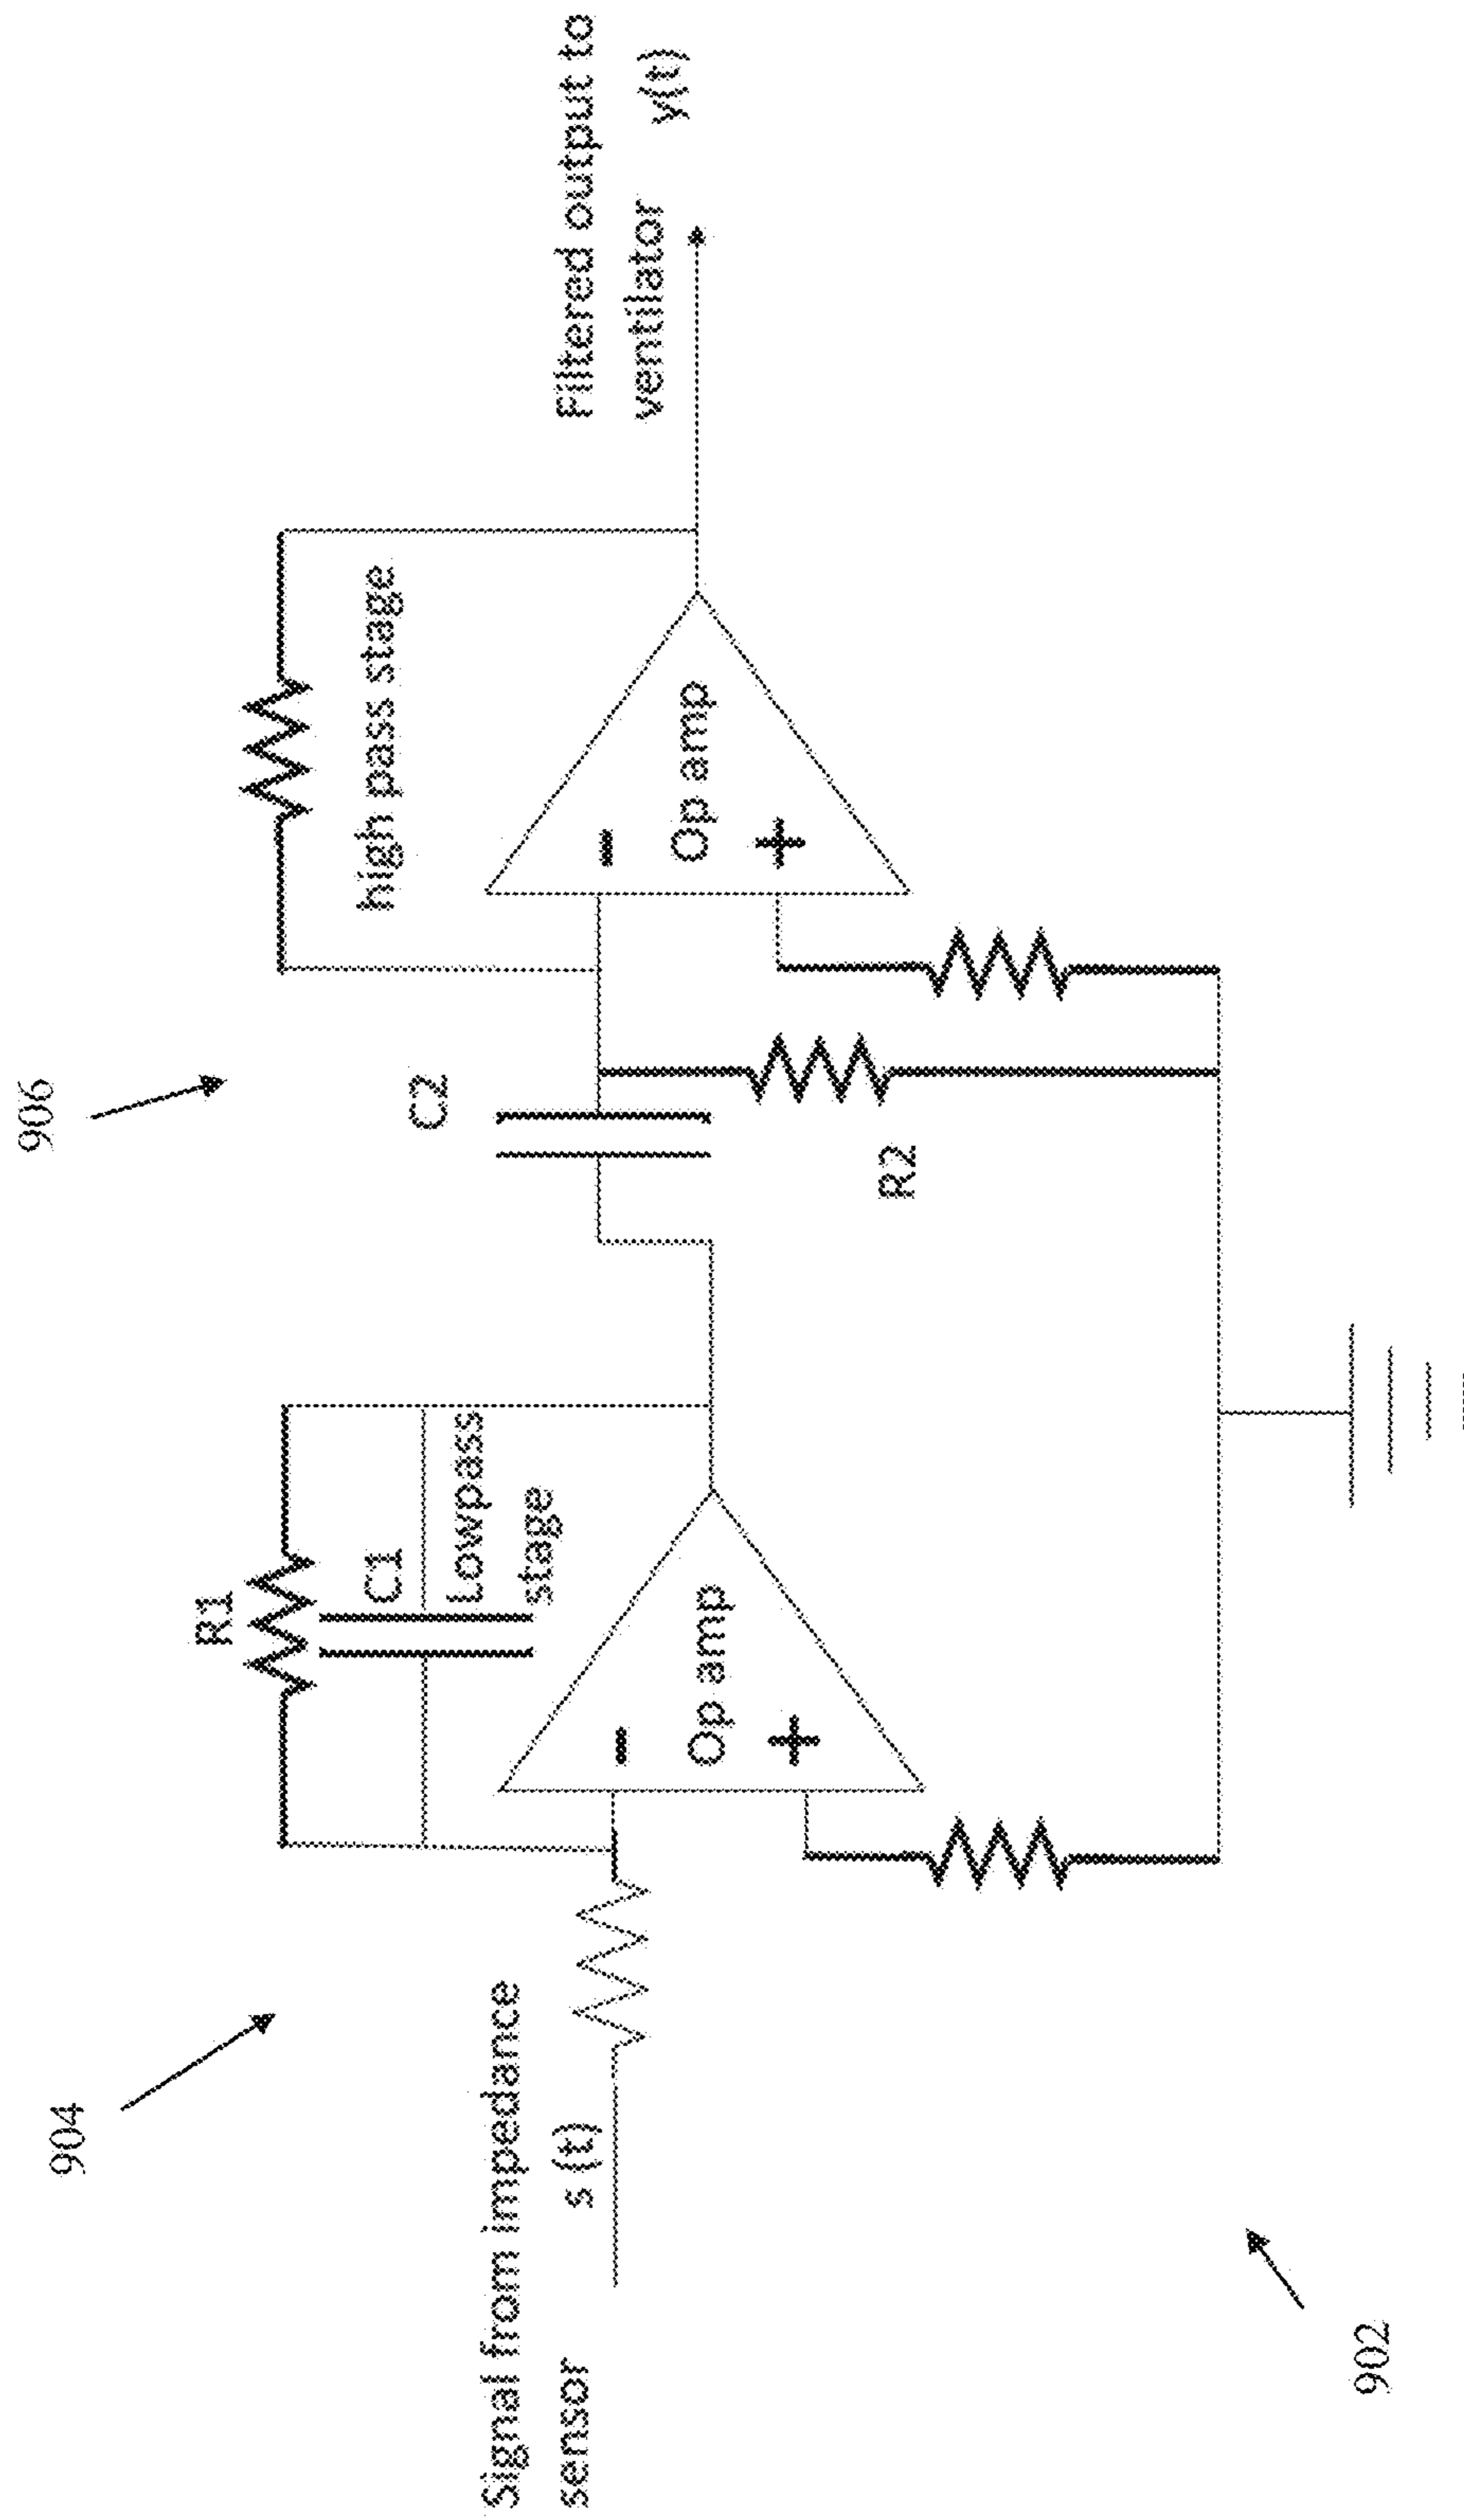 904
906
Signal from impedance
sensor
s (t)
R1
C1
Lowpass
stage
-
Op amp
+
C2
R2
high pass stage
-
Op amp
+
Filtered output to
ventilator y(t)
902